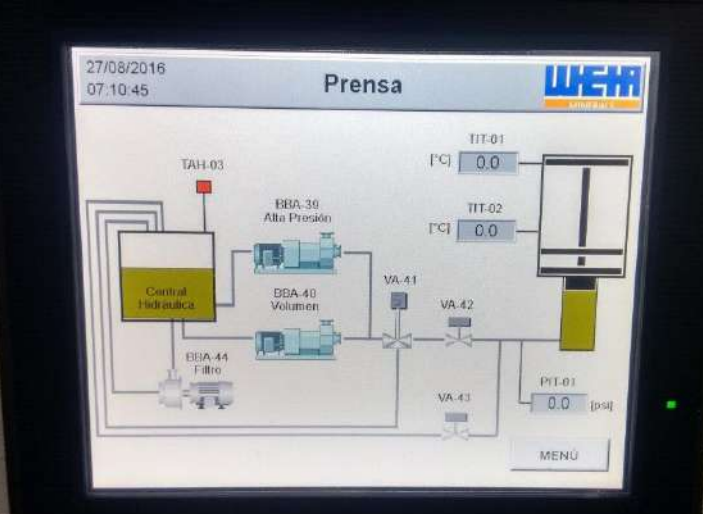 27/08/2016
07:10:45
Prensa
WEHR
TAH-03
TIT-01
[°C] 0.0
TIT-02
[°C] 0.0
BBA-39
Alta Presión
Central
Hidráulica
BBA-40
Volumen
VA-41
VA-42
BBA-44
Filtro
VA-43
PIT-01
0.0 [psi]
MENÚ